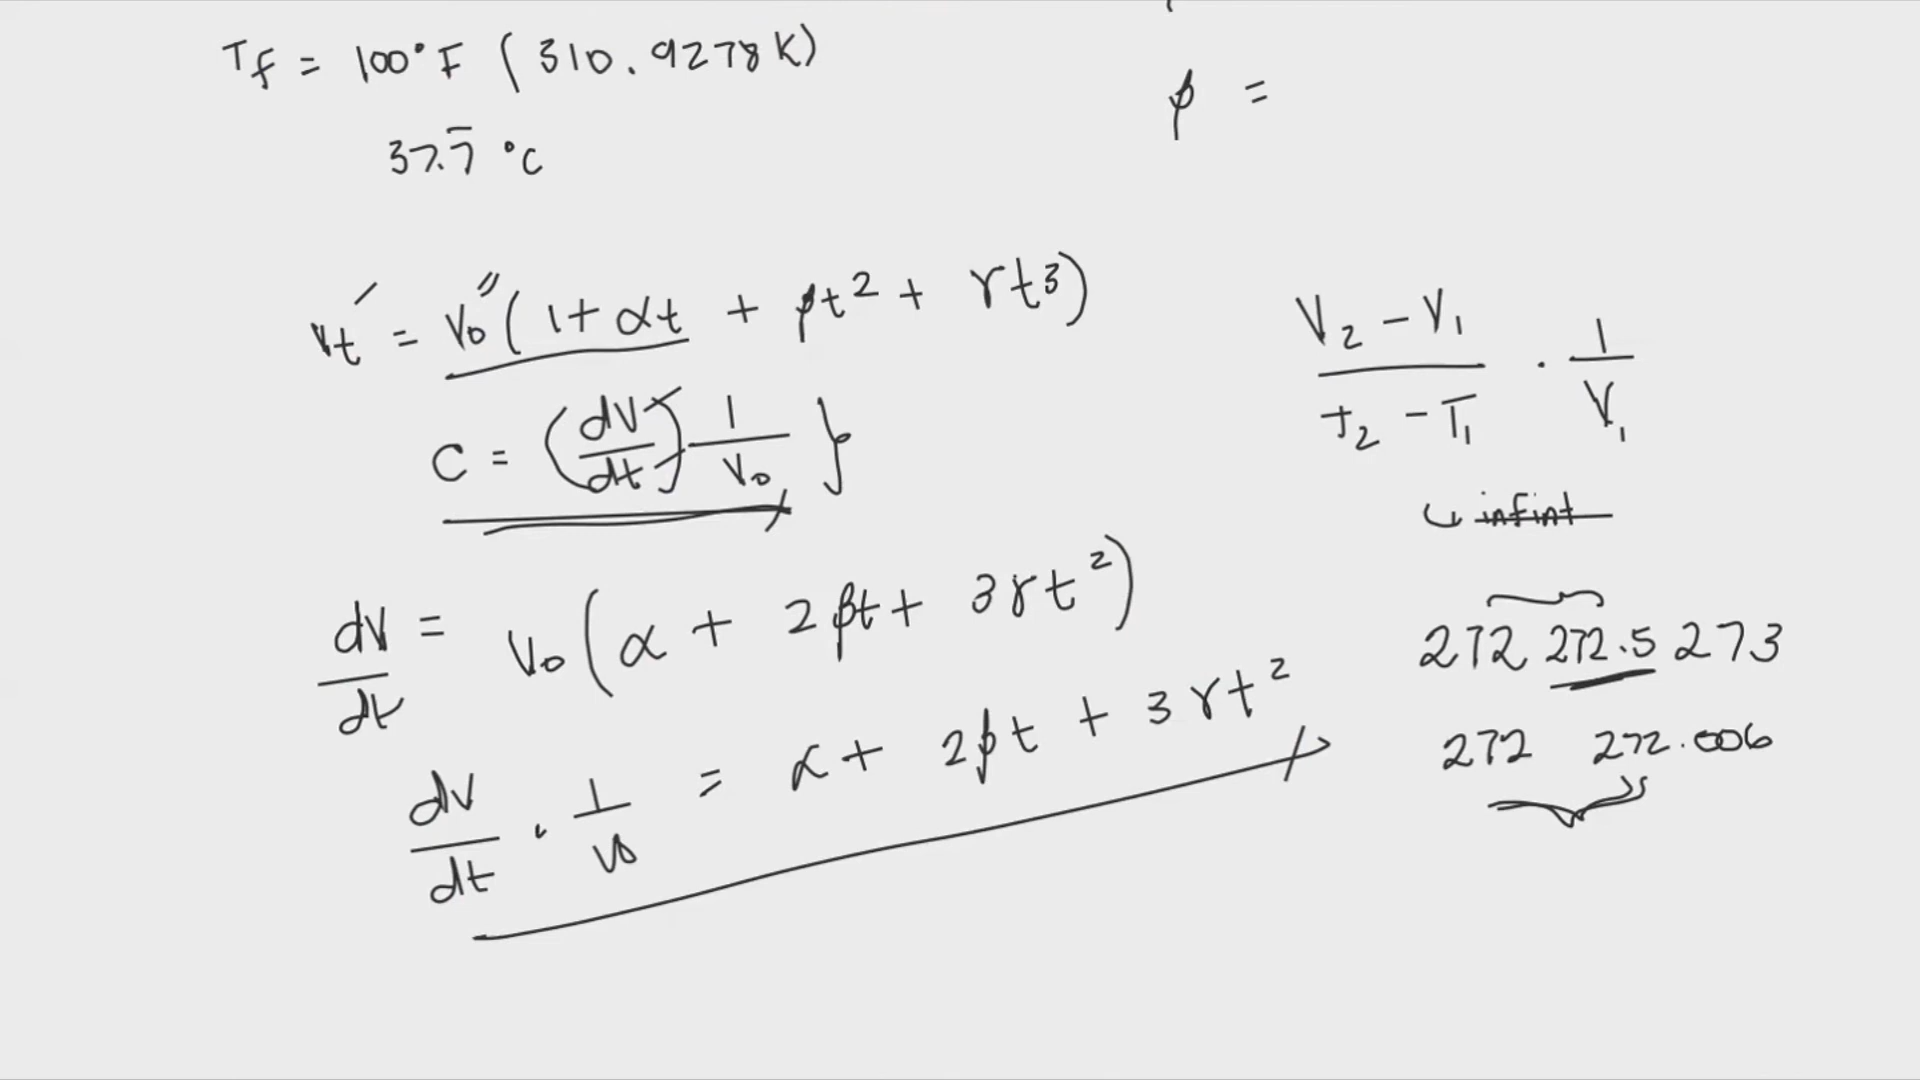 T_f = 100°F (310.9278K)
37.7̅ °C
β =
Vt = V₀(1+αt + βt² + γt³)
C = (dV/dt) 1/V₀ }
dV/dt = V₀(α + 2βt + 3γt²)
dV/dt · 1/V₀ = α + 2βt + 3γt²
V₂ - V₁ / T₂ - T₁ · 1/V₁
↳ infint
272 272.5 273
272 272.006